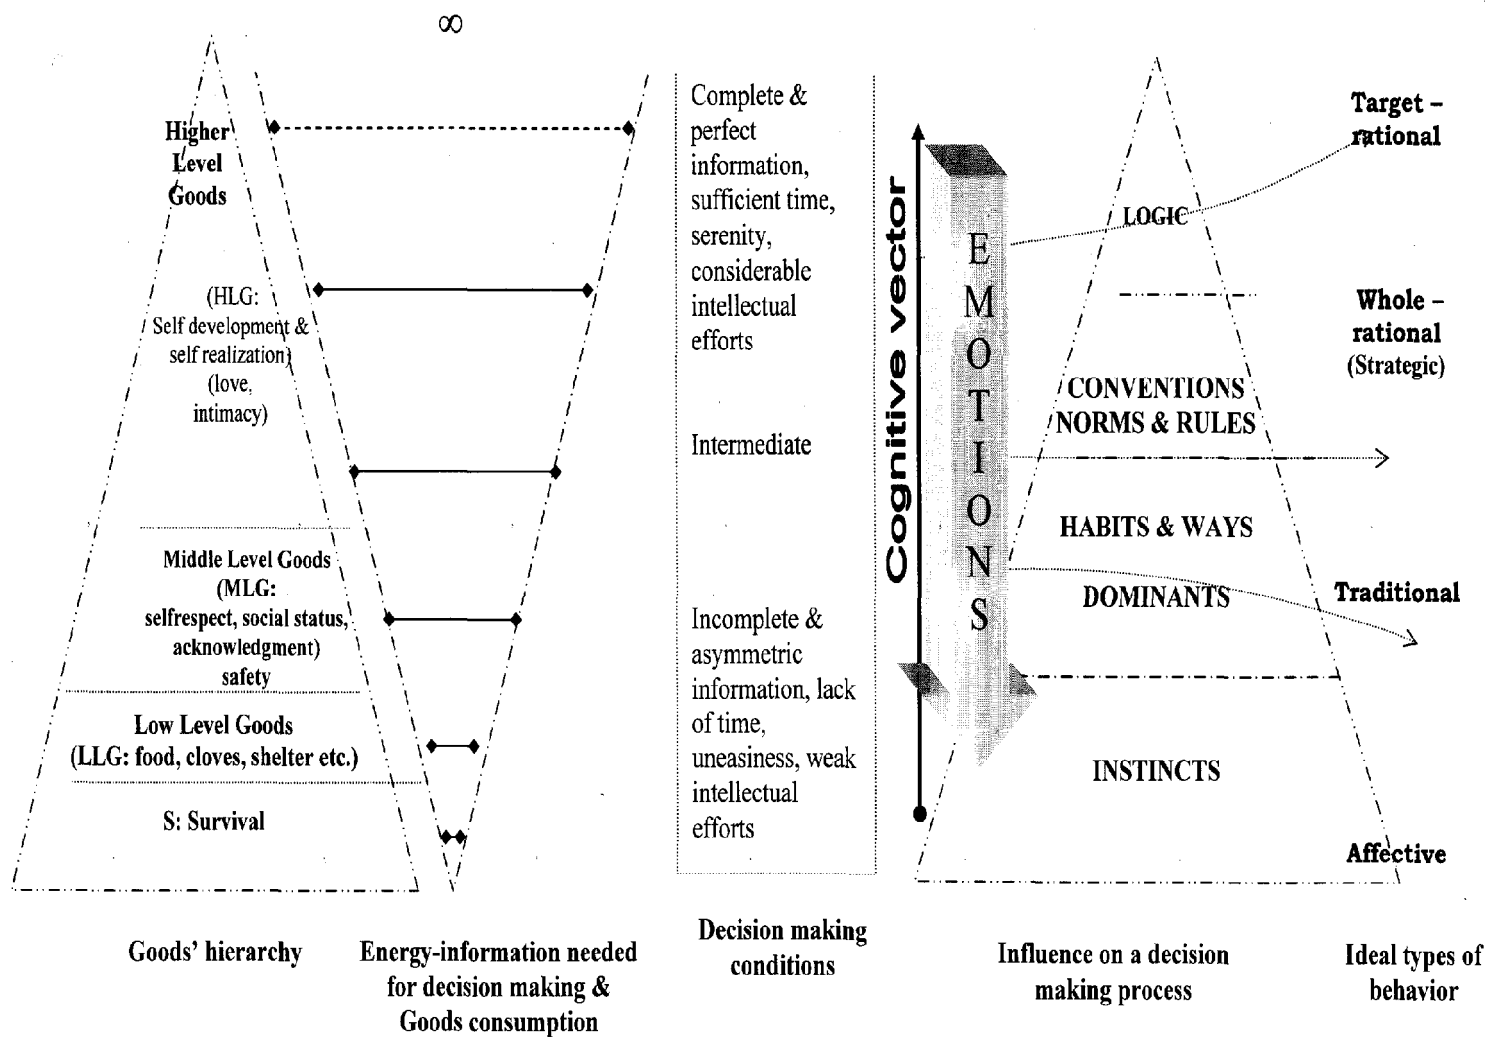 ∞
Higher
Level
Goods
(HLG:
Self development &
self realization)
(love,
intimacy)
Middle Level Goods
(MLG:
selfrespect, social status,
acknowledgment)
safety
Low Level Goods
(LLG: food, cloves, shelter etc.)
S: Survival
Complete &
perfect
information,
sufficient time,
serenity,
considerable
intellectual
efforts
Intermediate
Incomplete &
asymmetric
information, lack
of time,
uneasiness, weak
intellectual
efforts
Cognitive vector
EMOTIONS
LOGIC
CONVENTIONS
NORMS & RULES
HABITS & WAYS
DOMINANTS
INSTINCTS
Target –
rational
Whole –
rational
(Strategic)
Traditional
Affective
Goods' hierarchy
Energy-information needed
for decision making &
Goods consumption
Decision making
conditions
Influence on a decision
making process
Ideal types of
behavior